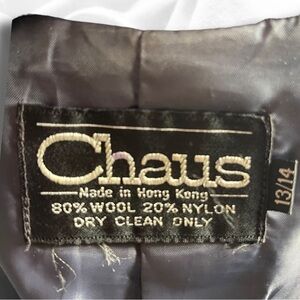 Chaus
Made in Hong Kong
80% WOOL 20% NYLON
DRY CLEAN ONLY
13/14